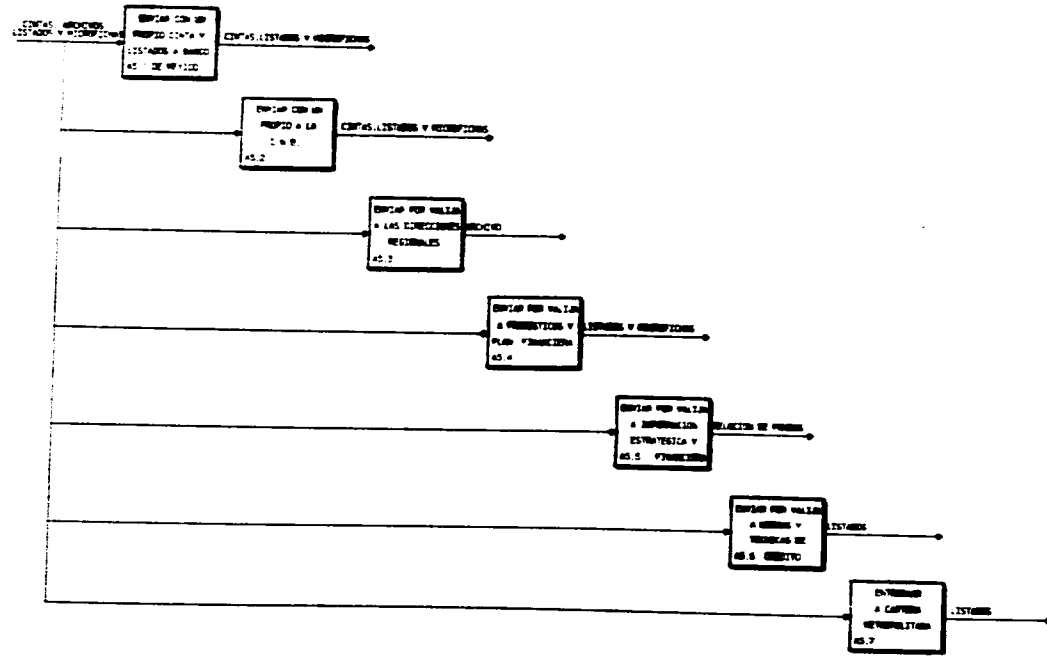 CINTAS, ARCHIVOS
LISTADOS Y MICROFICHAS
ENVIAR CON UN
PROPIO CINTA Y
LISTADOS A BANCO
A5.1 DE MEXICO
CINTAS,LISTADOS Y MICROFICHAS
ENVIAR CON UN
PROPIO A LA
A5.2
CINTAS,LISTADOS Y MICROFICHAS
ENVIAR POR VALIJA
A LAS DIRECCIONES
REGIONALES
A5.3
ARCHIVO
ENVIAR POR VALIJA
A PRONOSTICOS Y
PLAN FINANCIERA
A5.4
LISTADOS Y MICROFICHAS
ENVIAR POR VALIJA
A INFORMACION
ESTRATEGICA Y
A5.5 FINANCIERA
RELACION DE
ENVIAR POR VALIJA
A NORMAS Y
TECNICAS DE
A5.6 CREDITO
LISTADOS
ENTREGAR
A CARTERA
METROPOLITANA
A5.7
LISTADOS